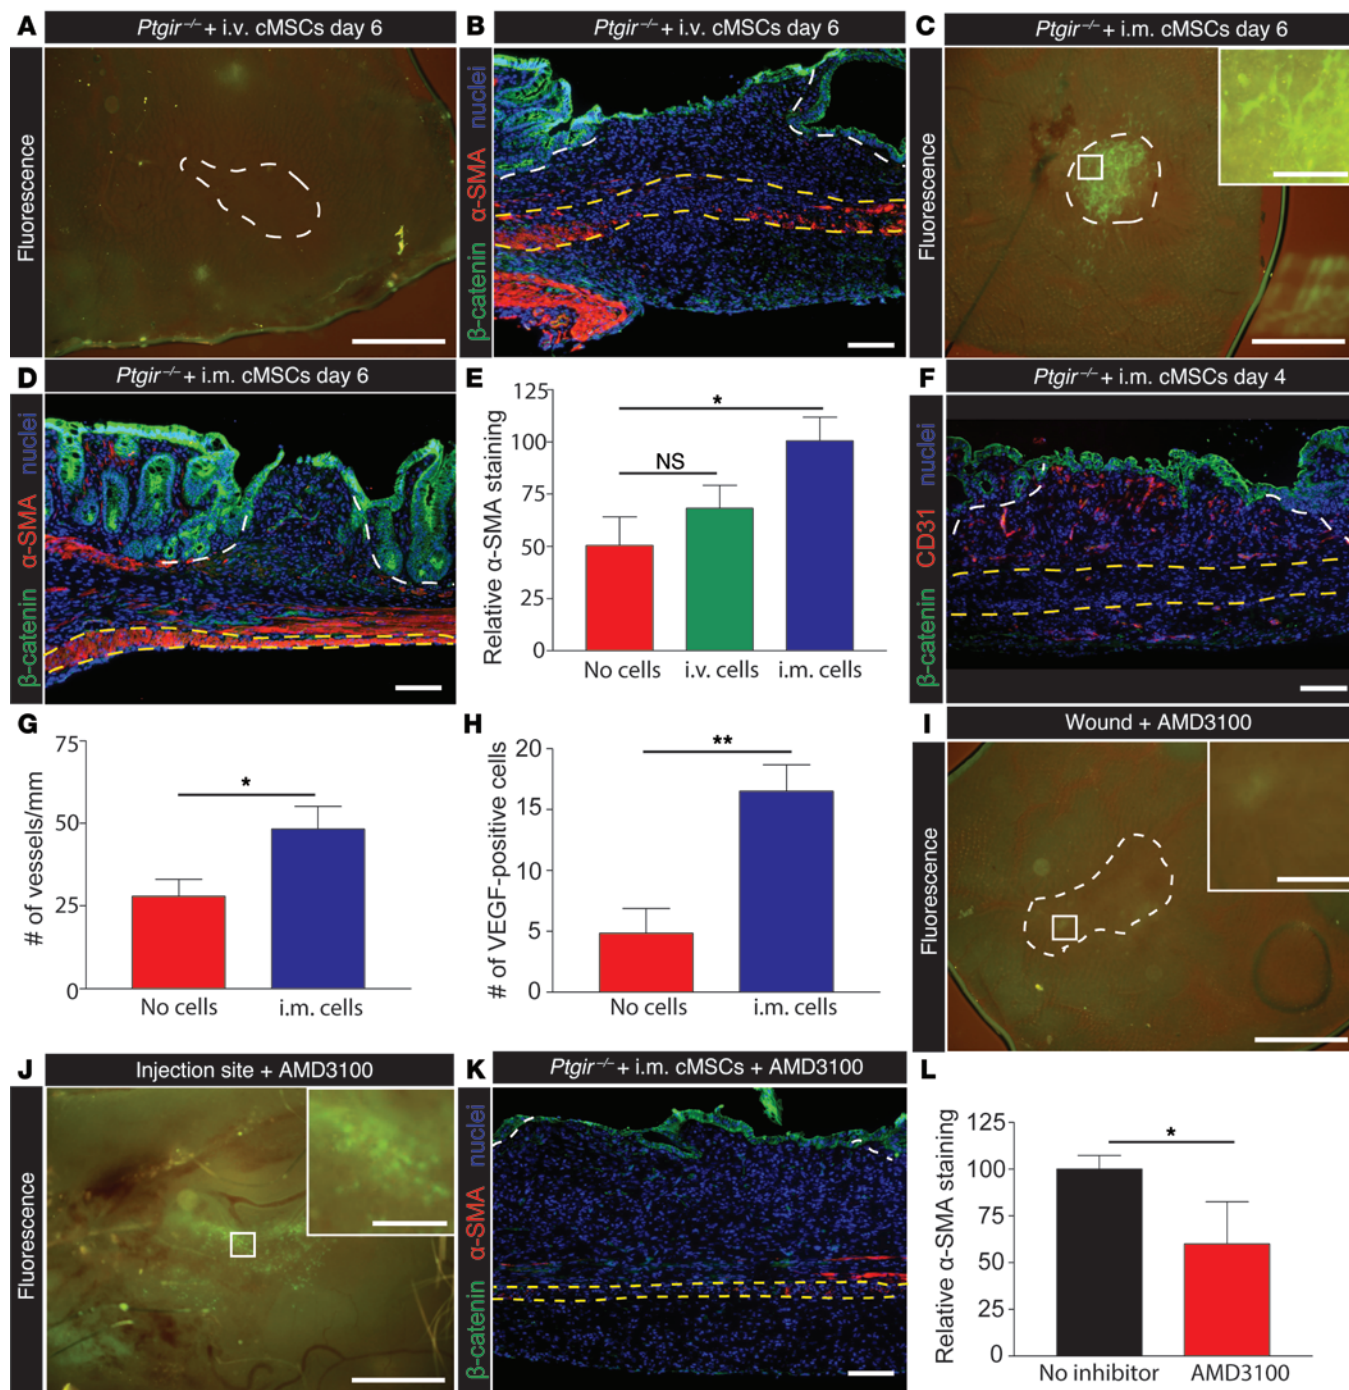 A
Ptgir–/– + i.v. cMSCs day 6
Fluorescence
B
Ptgir–/– + i.v. cMSCs day 6
β-catenin α-SMA nuclei
C
Ptgir–/– + i.m. cMSCs day 6
Fluorescence
D
Ptgir–/– + i.m. cMSCs day 6
β-catenin α-SMA nuclei
E
Relative α-SMA staining
125
100
75
50
25
0
*
NS
No cells
i.v. cells
i.m. cells
F
Ptgir–/– + i.m. cMSCs day 4
β-catenin CD31 nuclei
G
# of vessels/mm
75
50
25
0
*
No cells
i.m. cells
H
# of VEGF-positive cells
20
15
10
5
0
**
No cells
i.m. cells
I
Wound + AMD3100
Fluorescence
J
Injection site + AMD3100
Fluorescence
K
Ptgir–/– + i.m. cMSCs + AMD3100
β-catenin α-SMA nuclei
L
Relative α-SMA staining
125
100
75
50
25
0
*
No inhibitor
AMD3100